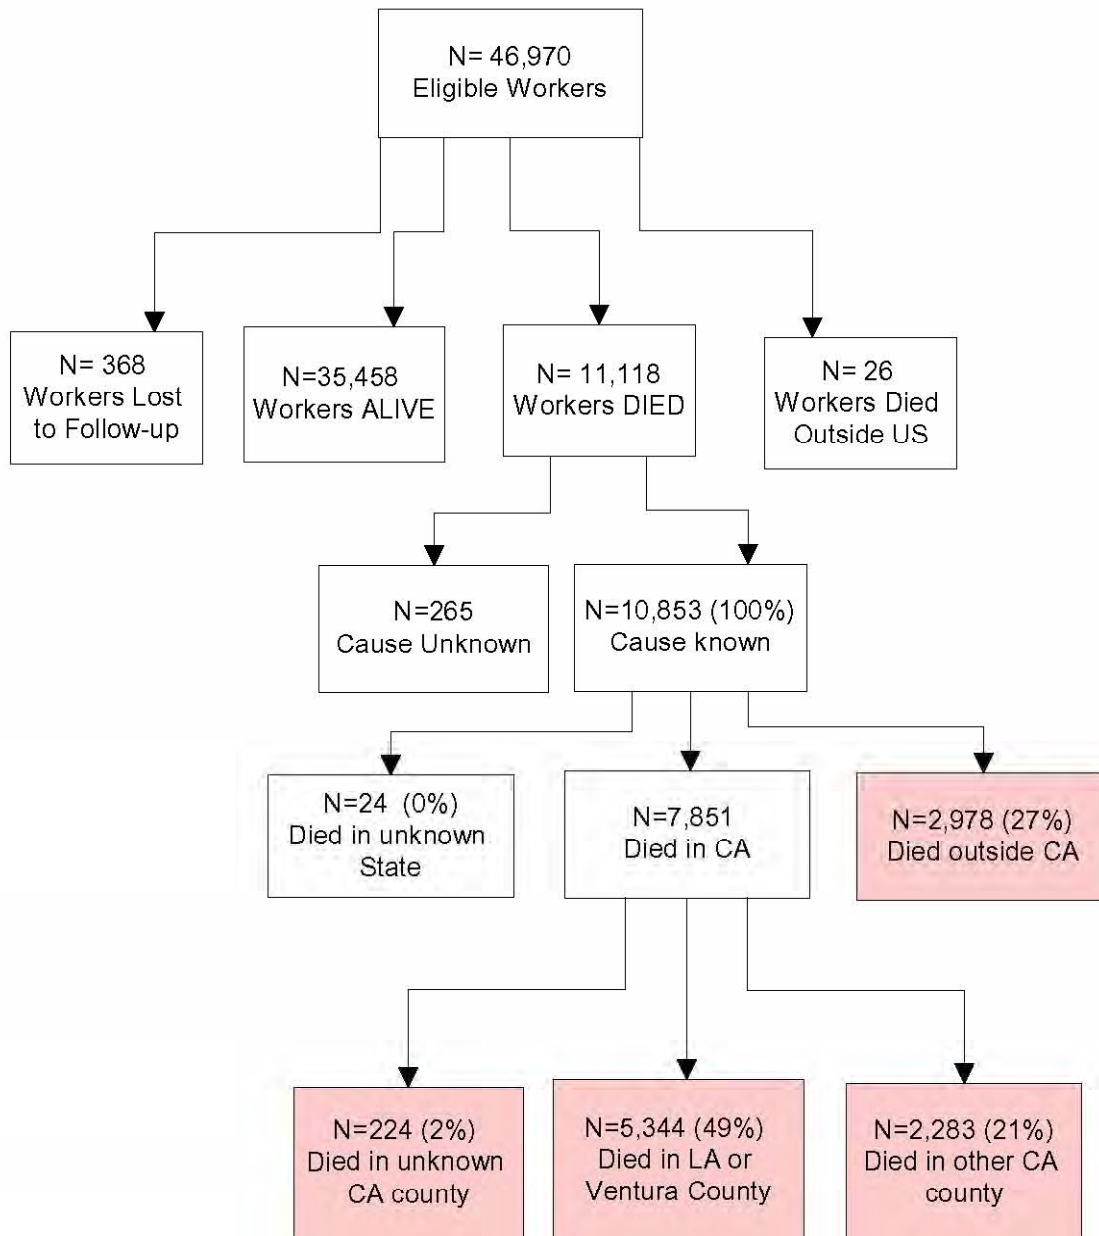 N= 46,970
Eligible Workers
N= 368
Workers Lost
to Follow-up
N=35,458
Workers ALIVE
N= 11,118
Workers DIED
N= 26
Workers Died
Outside US
N=265
Cause Unknown
N=10,853 (100%)
Cause known
N=24 (0%)
Died in unknown
State
N=7,851
Died in CA
N=2,978 (27%)
Died outside CA
N=224 (2%)
Died in unknown
CA county
N=5,344 (49%)
Died in LA or
Ventura County
N=2,283 (21%)
Died in other CA
county